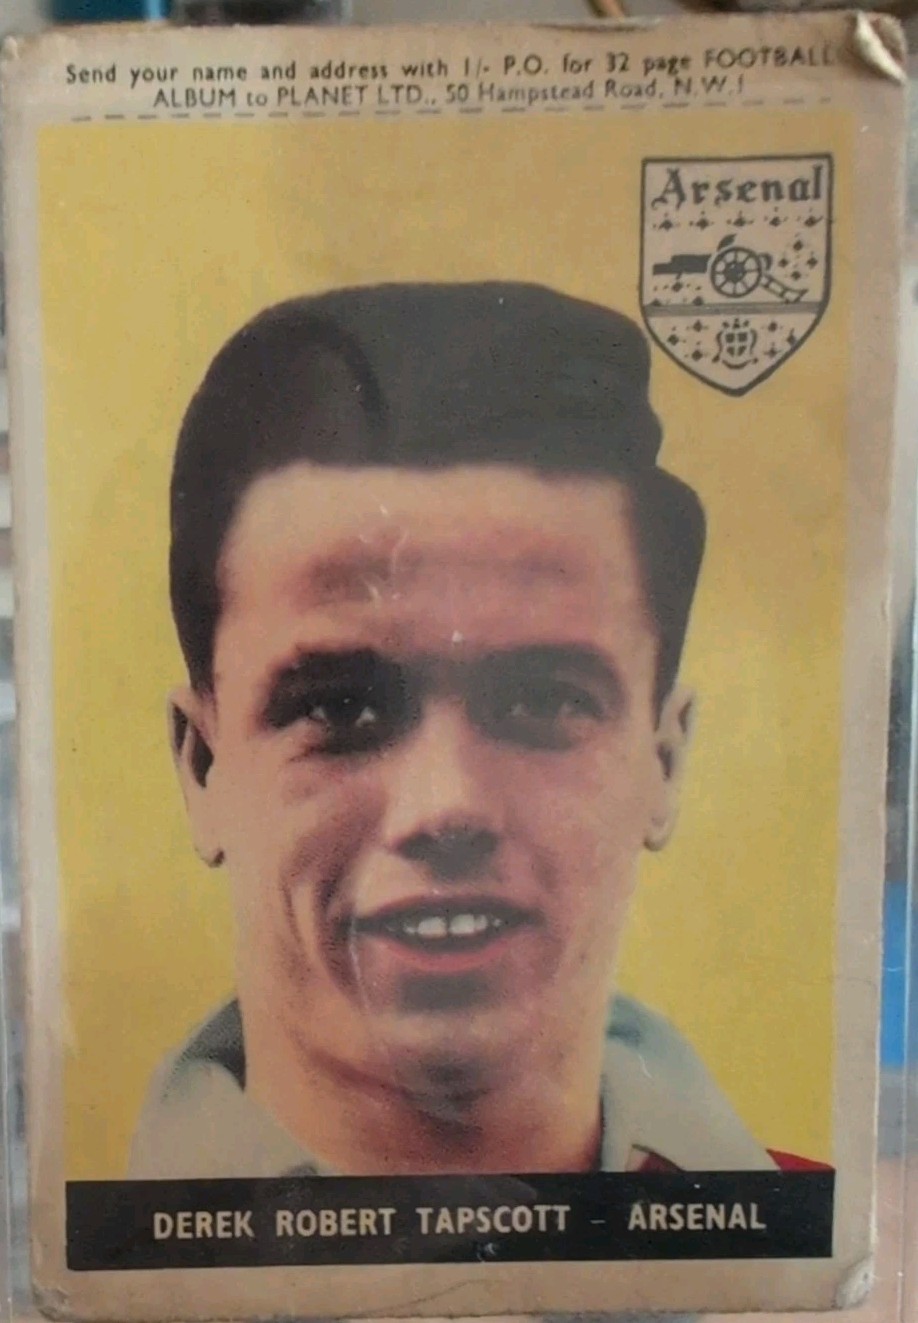 Send your name and address with 1/- P.O. for 32 page FOOTBALL
ALBUM to PLANET LTD., 50 Hampstead Road, N.W.1
Arsenal
DEREK ROBERT TAPSCOTT - ARSENAL